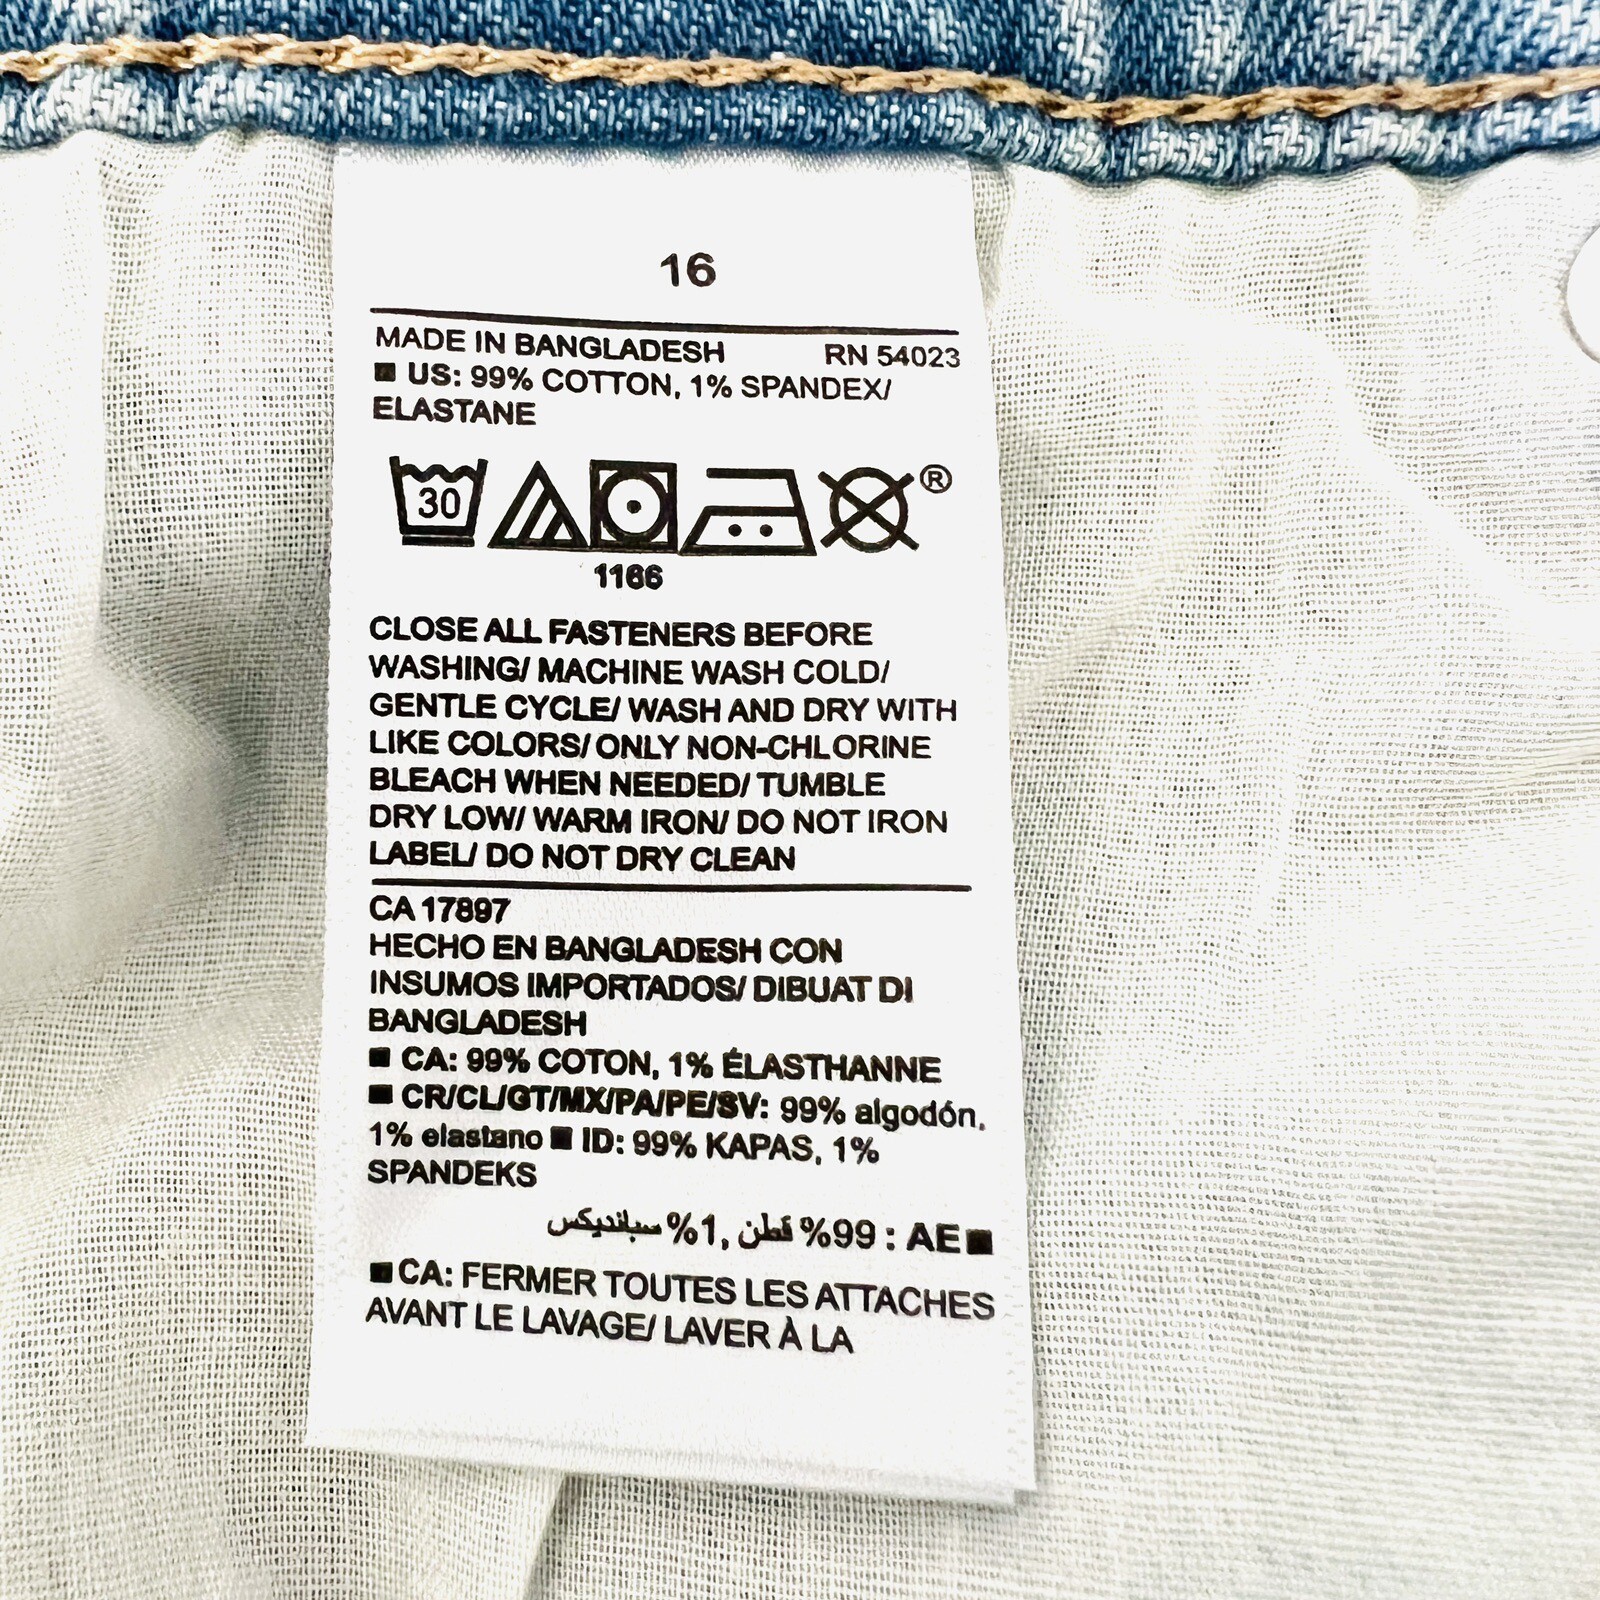 16
MADE IN BANGLADESH RN 54023
■ US: 99% COTTON, 1% SPANDEX/
ELASTANE
30 ®
1166
CLOSE ALL FASTENERS BEFORE
WASHING/ MACHINE WASH COLD/
GENTLE CYCLE/ WASH AND DRY WITH
LIKE COLORS/ ONLY NON-CHLORINE
BLEACH WHEN NEEDED/ TUMBLE
DRY LOW/ WARM IRON/ DO NOT IRON
LABEL/ DO NOT DRY CLEAN
CA 17897
HECHO EN BANGLADESH CON
INSUMOS IMPORTADOS/ DIBUAT DI
BANGLADESH
■ CA: 99% COTON, 1% ÉLASTHANNE
■ CR/CL/GT/MX/PA/PE/SV: 99% algodón,
1% elastano ■ ID: 99% KAPAS, 1%
SPANDEKS
■ AE : 99% قطن, 1% سباندیکس
■ CA: FERMER TOUTES LES ATTACHES
AVANT LE LAVAGE/ LAVER À LA